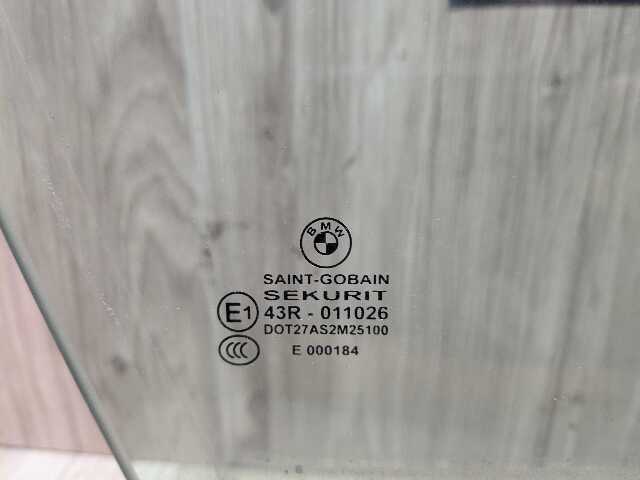 BMW
SAINT-GOBAIN
SEKURIT
E1 43R - 011026
DOT27AS2M25100
CCC E 000184